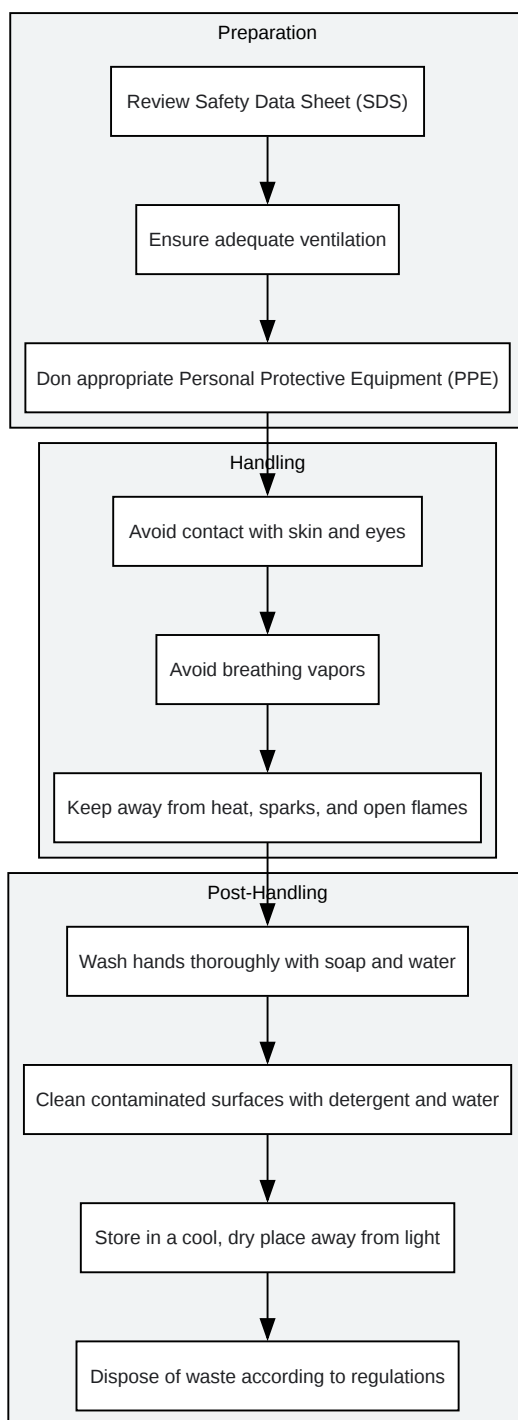 Preparation
Review Safety Data Sheet (SDS)
Ensure adequate ventilation
Don appropriate Personal Protective Equipment (PPE)
Handling
Avoid contact with skin and eyes
Avoid breathing vapors
Keep away from heat, sparks, and open flames
Post-Handling
Wash hands thoroughly with soap and water
Clean contaminated surfaces with detergent and water
Store in a cool, dry place away from light
Dispose of waste according to regulations